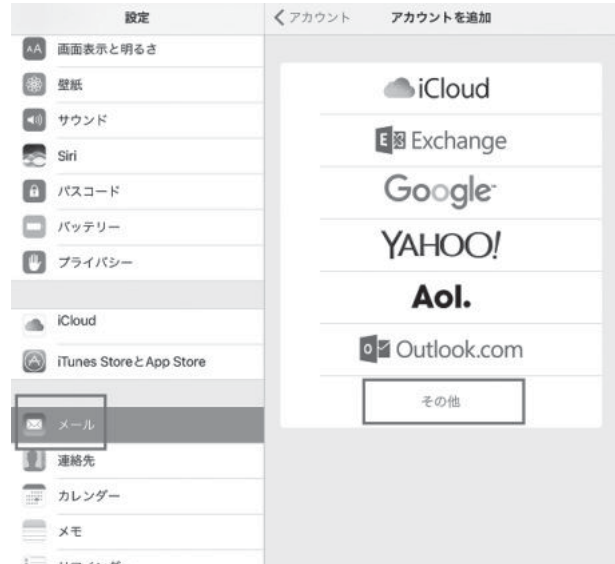 設定
画面表示と明るさ
壁紙
サウンド
Siri
パスコード
バッテリー
プライバシー
iCloud
iTunes StoreとApp Store
メール
連絡先
カレンダー
メモ
アカウント
アカウントを追加
iCloud
Exchange
Google
YAHOO!
Aol.
Outlook.com
その他